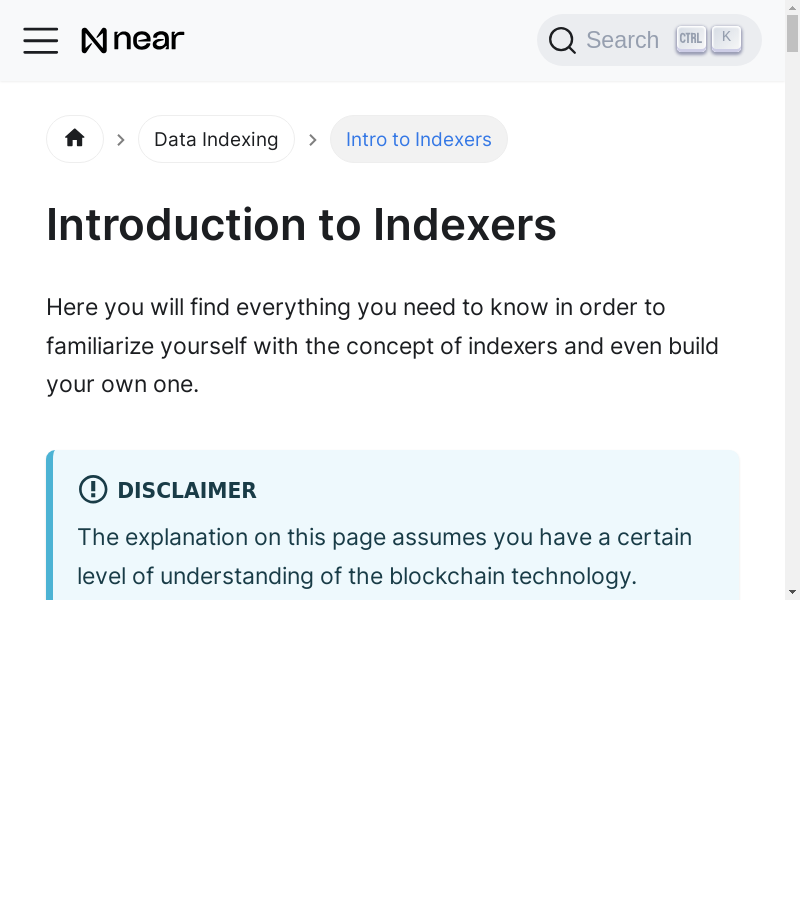 near
Search CTRL K
Data Indexing Intro to Indexers
Introduction to Indexers
Here you will find everything you need to know in order to
familiarize yourself with the concept of indexers and even build
your own one.
DISCLAIMER
The explanation on this page assumes you have a certain
level of understanding of the blockchain technology.